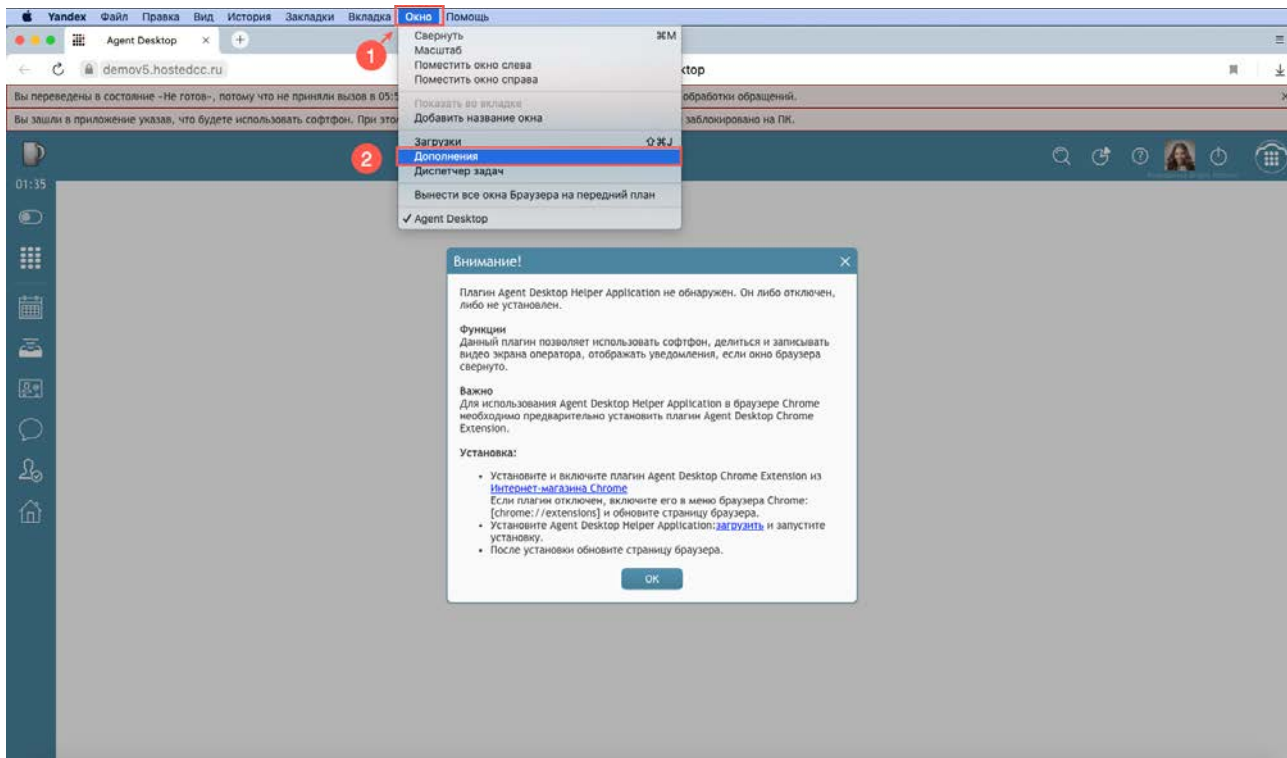 Yandex Файл Правка Вид История Закладки Вкладка Окно Помощь
Agent Desktop
demov5.hostedcc.ru
ktop
Вы переведены в состояние «Не готов», потому что не приняли вызов в 05:5
обработки обращений.
Вы зашли в приложение указав, что будете использовать софтфон. При это
заблокировано на ПК.
1
Свернуть ⌘M
Масштаб
Поместить окно слева
Поместить окно справа
Показать во вкладке
Добавить название окна
Загрузки ⇧⌘J
2
Дополнения
Диспетчер задач
Вынести все окна Браузера на передний план
✓ Agent Desktop
01:35
Внимание!
Плагин Agent Desktop Helper Application не обнаружен. Он либо отключен,
либо не установлен.
Функции
Данный плагин позволяет использовать софтфон, делиться и записывать
видео экрана оператора, отображать уведомления, если окно браузера
свернуто.
Важно
Для использования Agent Desktop Helper Application в браузере Chrome
необходимо предварительно установить плагин Agent Desktop Chrome
Extension.
Установка:
• Установите и включите плагин Agent Desktop Chrome Extension из
Интернет-магазина Chrome
Если плагин отключен, включите его в меню браузера Chrome:
[chrome://extensions] и обновите страницу браузера.
• Установите Agent Desktop Helper Application:загрузить и запустите
установку.
• После установки обновите страницу браузера.
OK